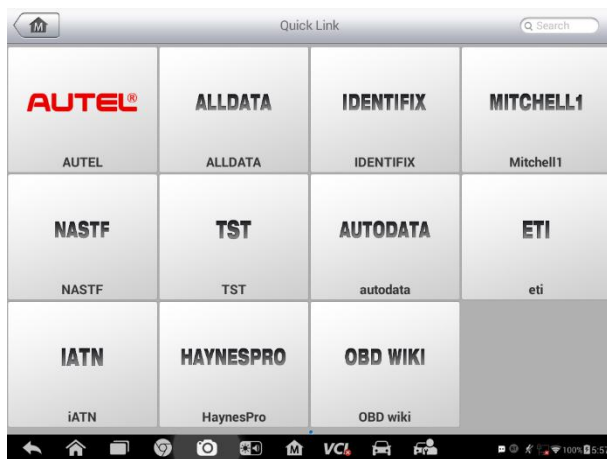 M
Quick Link
Search
AUTEL®
ALLDATA
IDENTIFIX
MITCHELL1
AUTEL
ALLDATA
IDENTIFIX
Mitchell1
NASTF
TST
AUTODATA
ETI
NASTF
TST
autodata
eti
IATN
HAYNESPRO
OBD WIKI
iATN
HaynesPro
OBD wiki
M
VCI
100%